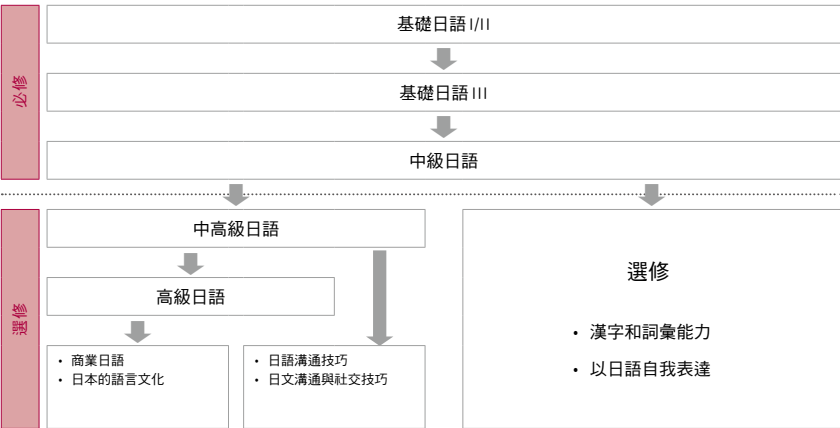 必修
基礎日語 I/II
基礎日語 III
中級日語
選修
中高級日語
高級日語
• 商業日語
• 日本的語言文化
• 日語溝通技巧
• 日文溝通與社交技巧
選修
• 漢字和詞彙能力
• 以日語自我表達